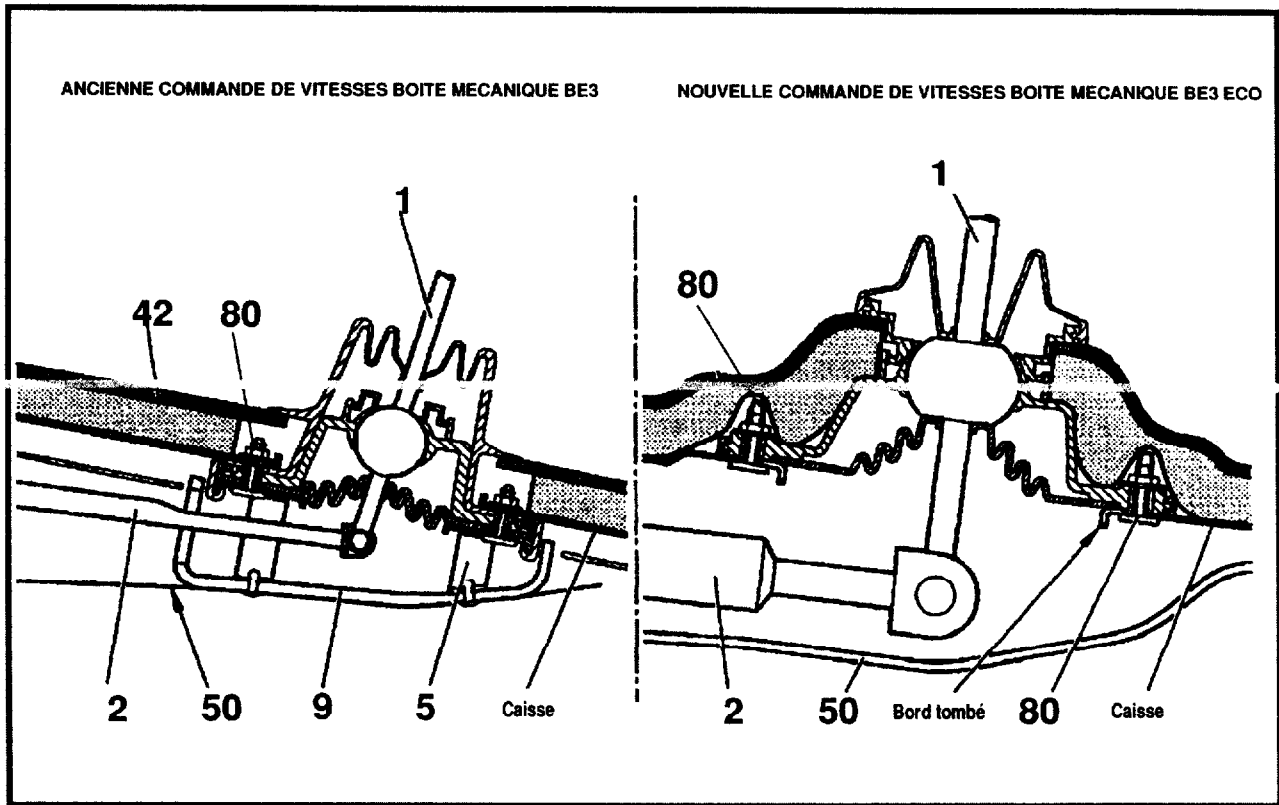 ANCIENNE COMMANDE DE VITESSES BOITE MECANIQUE BE3
1
42
80
2
50
9
5
Caisse
NOUVELLE COMMANDE DE VITESSES BOITE MECANIQUE BE3 ECO
1
80
2
50
Bord tombé
80
Caisse